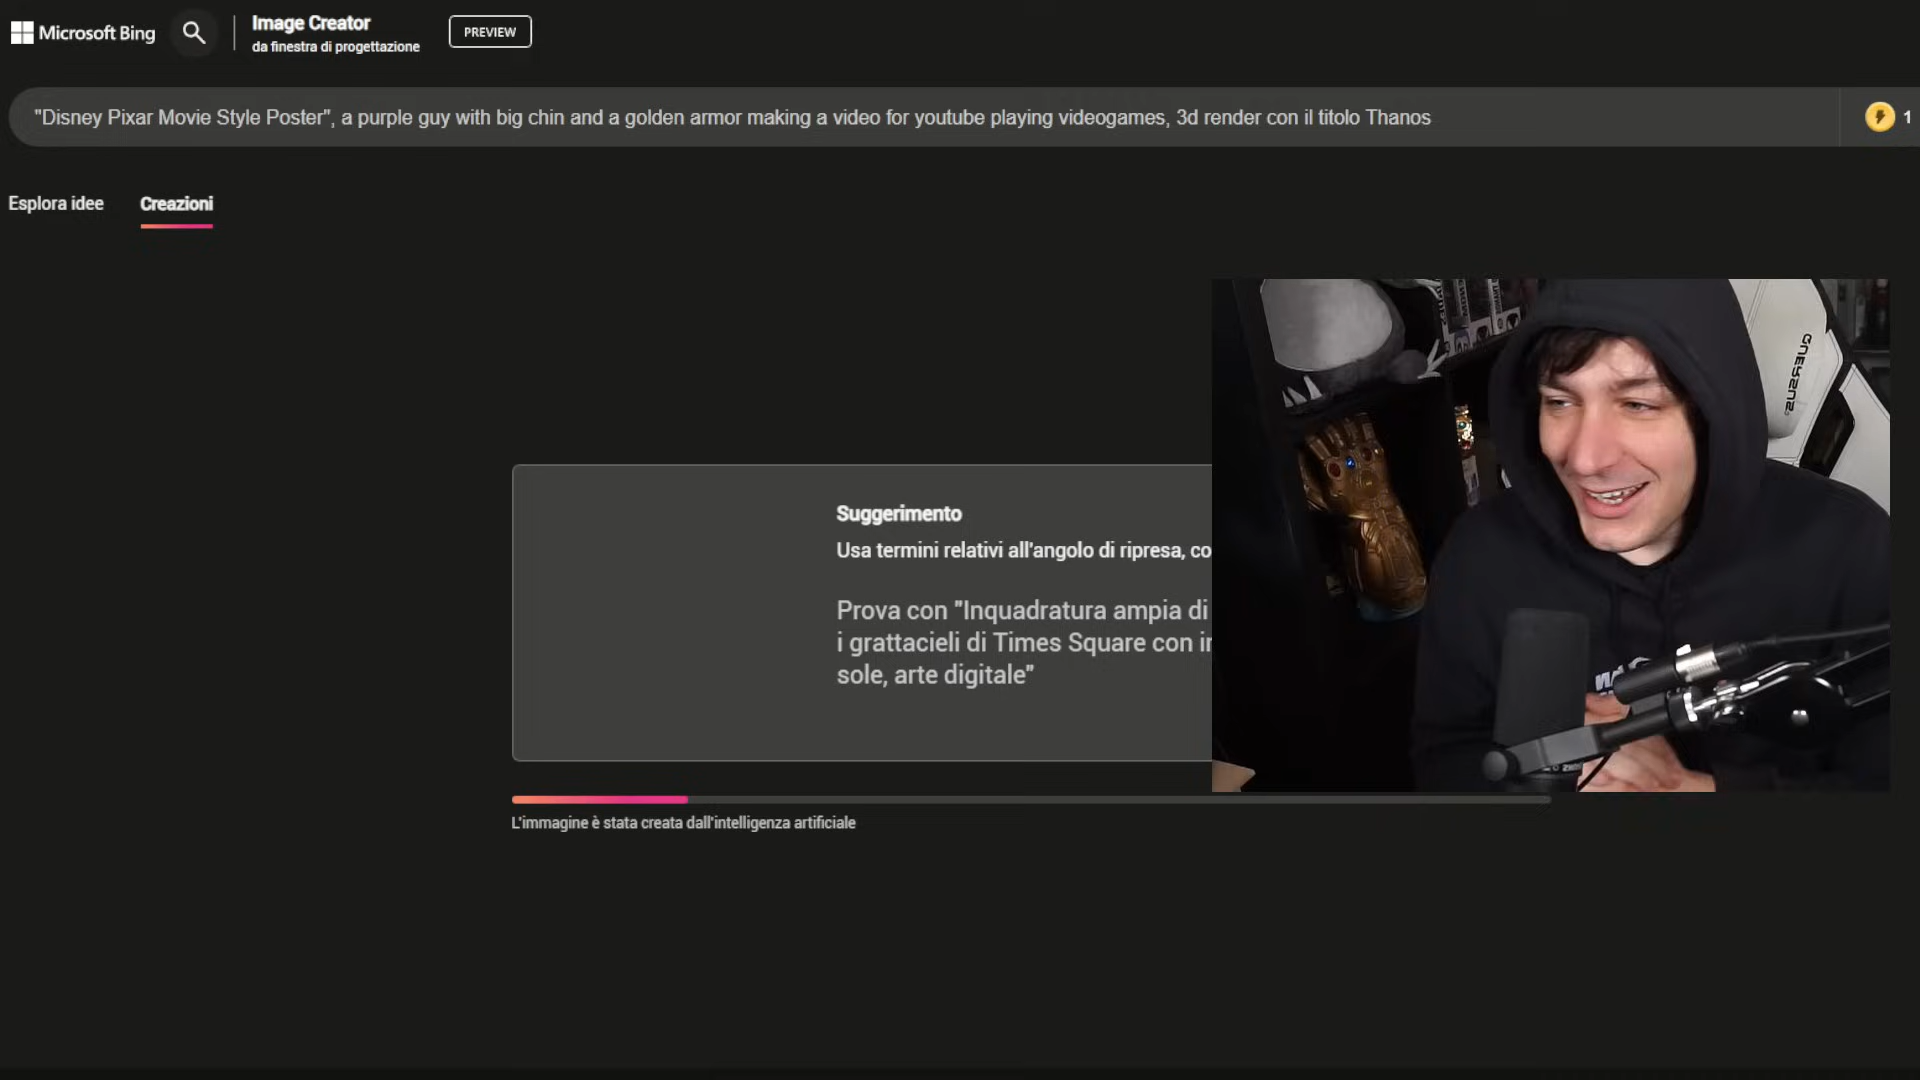 Microsoft Bing
Image Creator
da finestra di progettazione
PREVIEW
"Disney Pixar Movie Style Poster", a purple guy with big chin and a golden armor making a video for youtube playing videogames, 3d render con il titolo Thanos
1
Esplora idee
Creazioni
QUERSUS
Suggerimento
Usa termini relativi all'angolo di ripresa, co
Prova con "Inquadratura ampia di
i grattacieli di Times Square con
sole, arte digitale"
L'immagine è stata creata dall'intelligenza artificiale